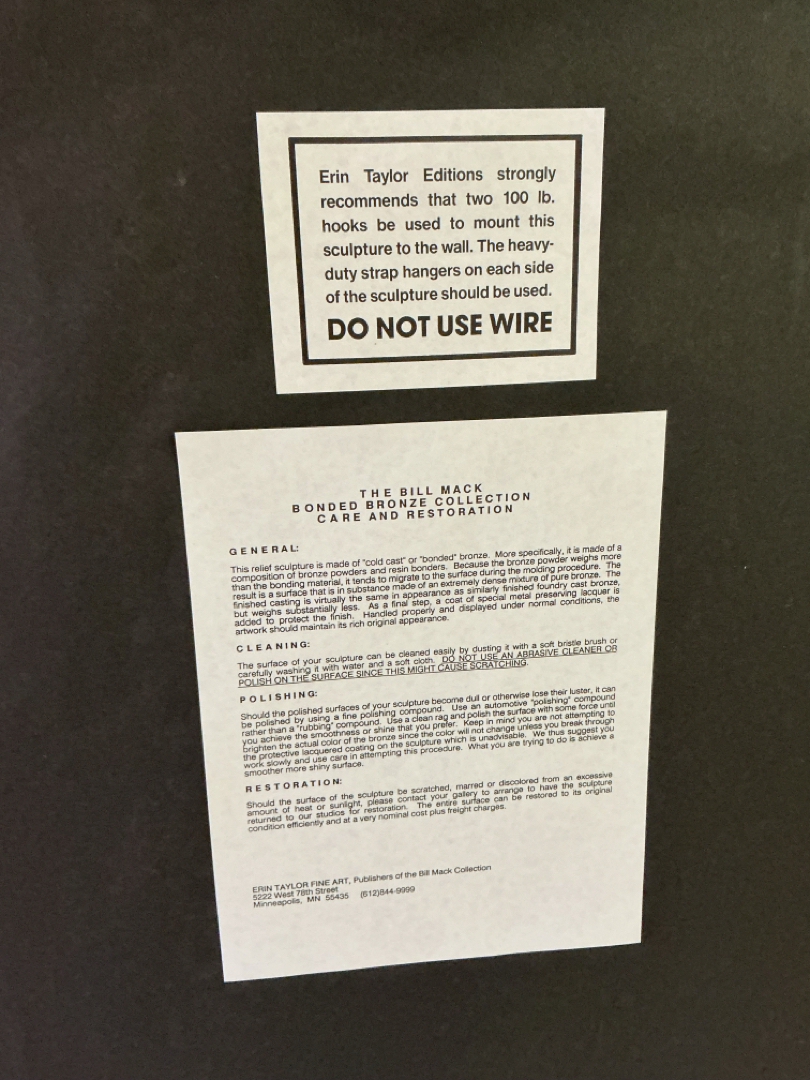 Erin Taylor Editions strongly
recommends that two 100 lb.
hooks be used to mount this
sculpture to the wall. The heavy-
duty strap hangers on each side
of the sculpture should be used.
DO NOT USE WIRE
THE BILL MACK
BONDED BRONZE COLLECTION
CARE AND RESTORATION
GENERAL:
This relief sculpture is made of "cold cast" or "bonded" bronze. More specifically, it is made of a
composition of bronze powders and resin bonders. Because the bronze powder weighs more
than the bonding material, it tends to migrate to the surface during the molding procedure. The
result is a surface that is in substance made of an extremely dense mixture of pure bronze. The
finished casting is virtually the same in appearance as similarly finished foundry cast bronze,
but weighs substantially less. As a final step, a coat of special metal preserving lacquer is
added to protect the finish. Handled properly and displayed under normal conditions, the
artwork should maintain its rich original appearance.
CLEANING:
The surface of your sculpture can be cleaned easily by dusting it with a soft bristle brush or
carefully washing it with water and a soft cloth. DO NOT USE AN ABRASIVE CLEANER OR
POLISH ON THE SURFACE SINCE THIS MIGHT CAUSE SCRATCHING.
POLISHING:
Should the polished surfaces of your sculpture become dull or otherwise lose their luster, it can
be polished by using a fine polishing compound. Use an automotive "polishing" compound
rather than a "rubbing" compound. Use a clean rag and polish the surface with some force until
you achieve the smoothness or shine that you prefer. Keep in mind you are not attempting to
brighten the actual color of the bronze since the color will not change unless you break through
the protective lacquered coating on the sculpture which is unadvisable. We thus suggest you
work slowly and use care in attempting this procedure. What you are trying to do is achieve a
smoother more shiny surface.
RESTORATION:
Should the surface of the sculpture be scratched, marred or discolored from an excessive
amount of heat or sunlight, please contact your gallery to arrange to have the sculpture
returned to our studios for restoration. The entire surface can be restored to its original
condition efficiently and at a very nominal cost plus freight charges.
ERIN TAYLOR FINE ART, Publishers of the Bill Mack Collection
5222 West 78th Street
Minneapolis, MN 55435 (612)844-9999